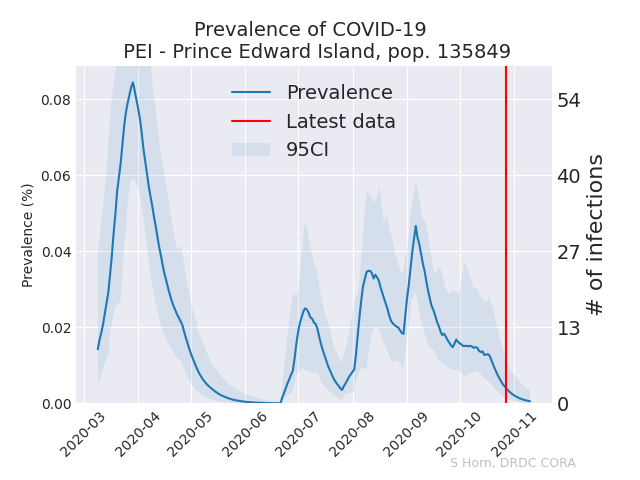 Prevalence of COVID-19
PEI - Prince Edward Island, pop. 135849
Prevalence
Latest data
95CI
Prevalence (%)
0.08
0.06
0.04
0.02
0.00
54
40
27
13
0
# of infections
2020-03
2020-04
2020-05
2020-06
2020-07
2020-08
2020-09
2020-10
2020-11
S Horn, DRDC CORA